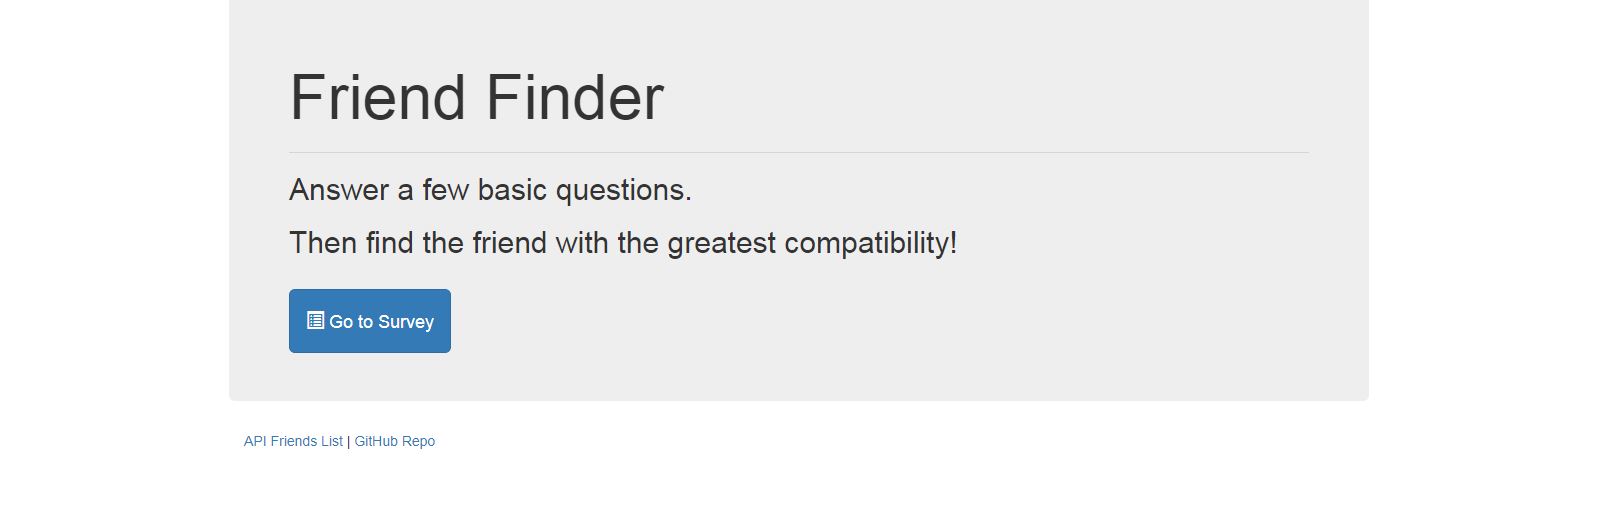 Friend Finder
Answer a few basic questions.
Then find the friend with the greatest compatibility!
Go to Survey
API Friends List | GitHub Repo